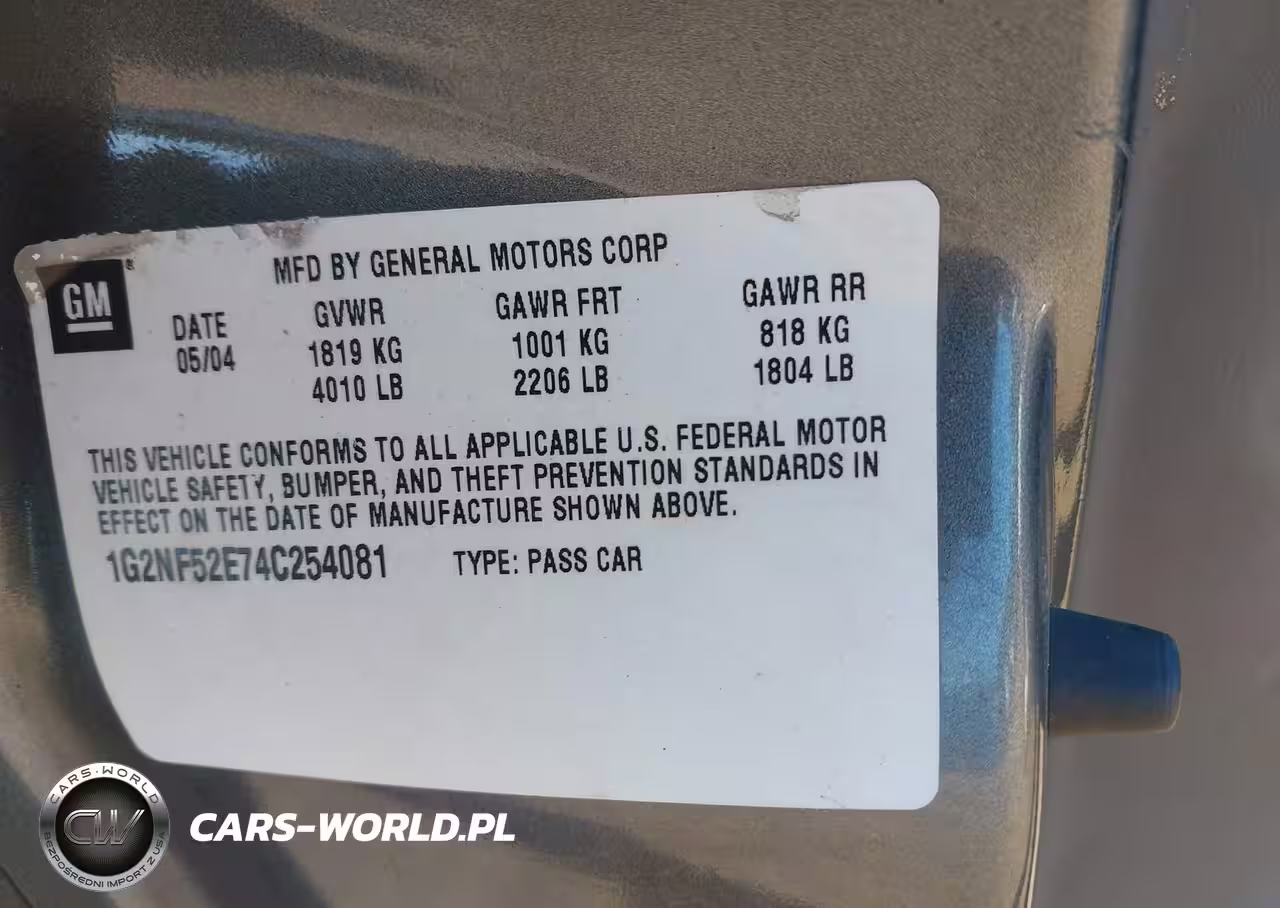 MFD BY GENERAL MOTORS CORP
GM®
DATE GVWR GAWR FRT GAWR RR
05/04 1819 KG 1001 KG 818 KG
4010 LB 2206 LB 1804 LB
THIS VEHICLE CONFORMS TO ALL APPLICABLE U.S. FEDERAL MOTOR
VEHICLE SAFETY, BUMPER, AND THEFT PREVENTION STANDARDS IN
EFFECT ON THE DATE OF MANUFACTURE SHOWN ABOVE.
1G2NF52E74C254081 TYPE: PASS CAR
CARS-WORLD
CW
BEZPOŚREDNI IMPORT Z USA
CARS-WORLD.PL